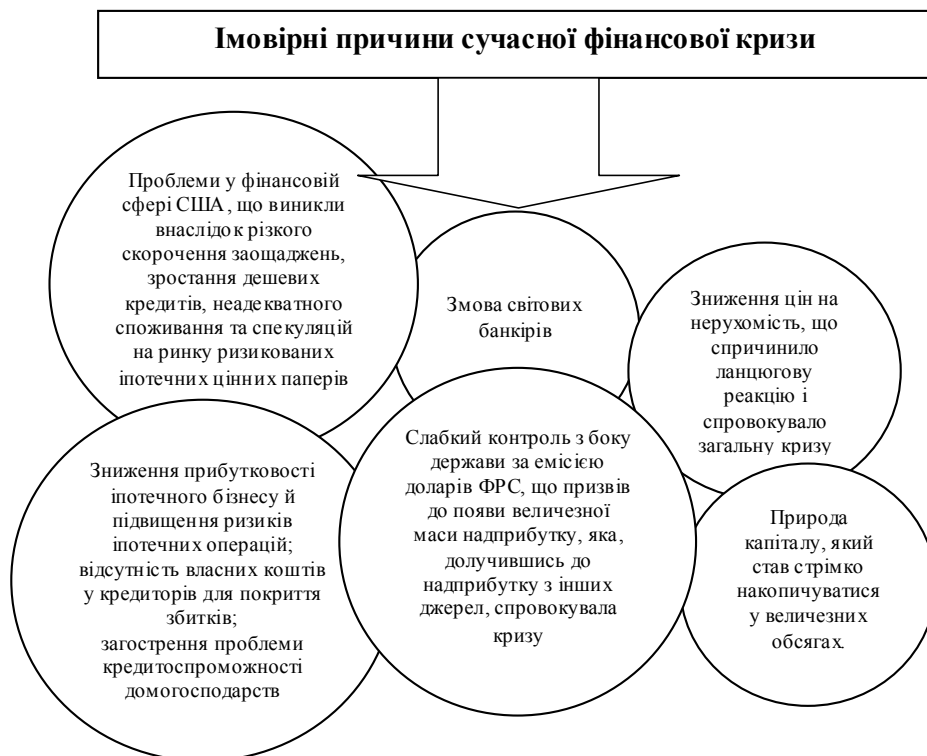 Імовірні причини сучасної фінансової кризи
Проблеми у фінансовій
сфері США, що виникли
внаслідок різкого
скорочення заощаджень,
зростання дешевих
кредитів, неадекватного
споживання та спекуляцій
на ринку ризикованих
іпотечних цінних паперів
Змова світових
банкірів
Зниження цін на
нерухомість, що
спричинило
ланцюгову
реакцію і
спровокувало
загальну кризу
Зниження прибутковості
іпотечного бізнесу й
підвищення ризиків
іпотечних операцій;
відсутність власних коштів
у кредиторів для покриття
збитків;
загострення проблеми
кредитоспроможності
домогосподарств
Слабкий контроль з боку
держави за емісією
доларів ФРС, що призвів
до появи величезної
маси надприбутку, яка,
долучившись до
надприбутку з інших
джерел, спровокувала
кризу
Природа
капіталу, який
став стрімко
накопичуватися
у величезних
обсягах.